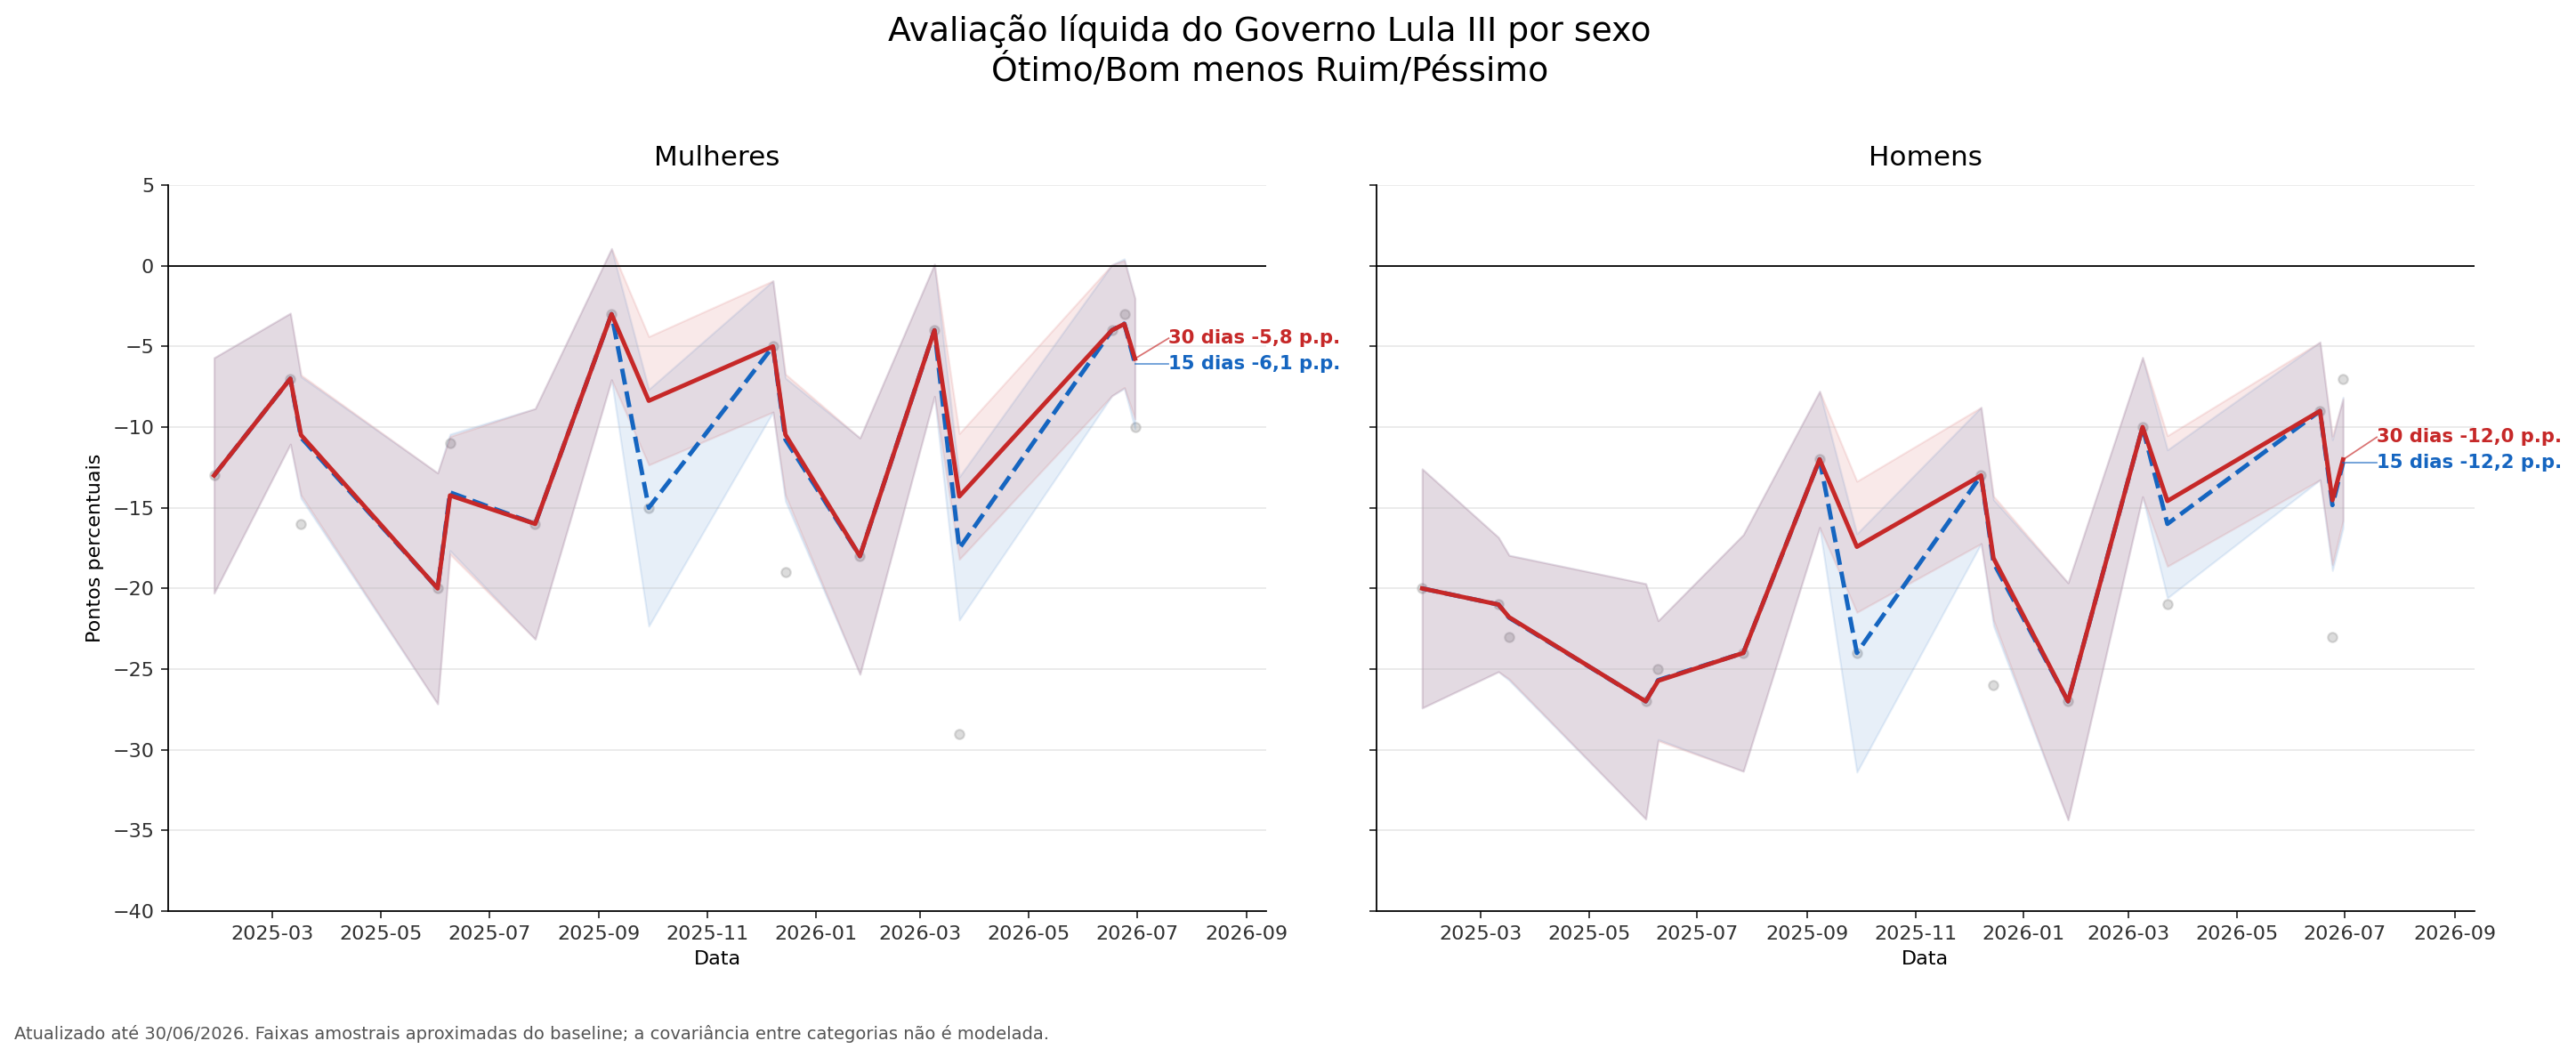 Avaliação líquida do Governo Lula III por sexo
Ótimo/Bom menos Ruim/Péssimo
Mulheres
Homens
5
0
−5
−10
−15
−20
−25
−30
−35
−40
Pontos percentuais
30 dias -5,8 p.p.
15 dias -6,1 p.p.
30 dias -12,0 p.p.
15 dias -12,2 p.p.
2025-03 2025-05 2025-07 2025-09 2025-11 2026-01 2026-03 2026-05 2026-07 2026-09
Data
2025-03 2025-05 2025-07 2025-09 2025-11 2026-01 2026-03 2026-05 2026-07 2026-09
Data
Atualizado até 30/06/2026. Faixas amostrais aproximadas do baseline; a covariância entre categorias não é modelada.